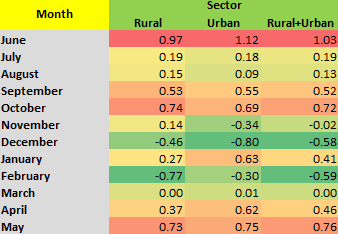 Month Sector
Rural Urban Rural+Urban
June 0.97 1.12 1.03
July 0.19 0.18 0.19
August 0.15 0.09 0.13
September 0.53 0.55 0.52
October 0.74 0.69 0.72
November 0.14 -0.34 -0.02
December -0.46 -0.80 -0.58
January 0.27 0.63 0.41
February -0.77 -0.30 -0.59
March 0.00 0.01 0.00
April 0.37 0.62 0.46
May 0.73 0.75 0.76